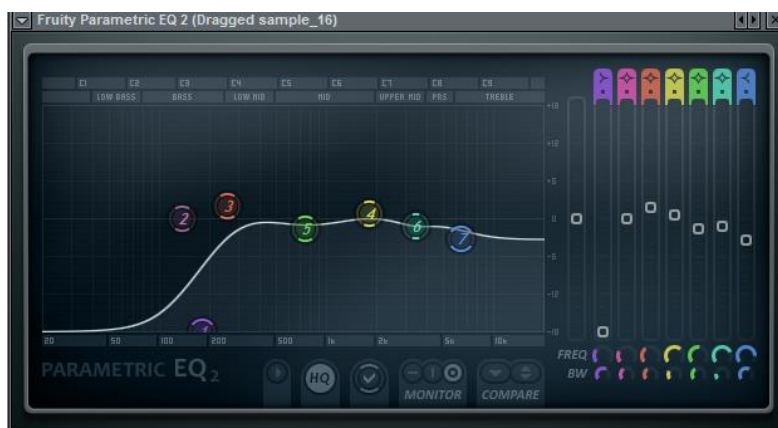 Fruity Parametric EQ 2 (Dragged sample_16)
C1 C2 C3 C4 C5 C6 C7 C8 C9
LOW BASS BASS LOW MID MID UPPER MID PRS TREBLE
+18
+12
+6
0
-6
-12
-18
2 3 5 4 6 7
1
20 50 100 200 500 1k 2k 5k 10k
FREQ
BW
PARAMETRIC EQ2
HQ
MONITOR COMPARE